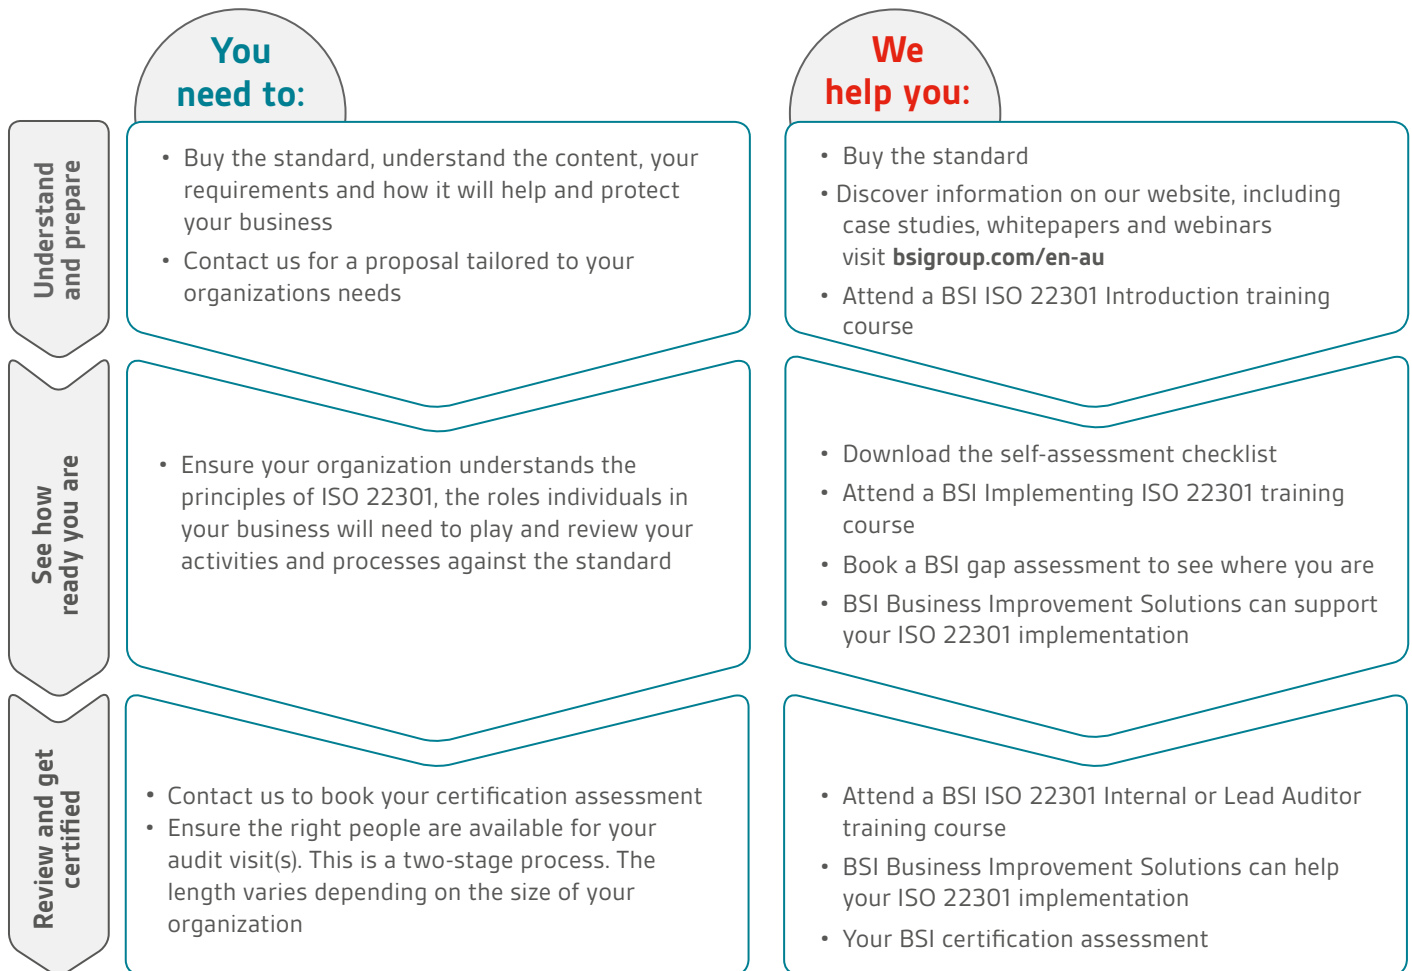 You
need to:
We
help you:
Understand
and prepare
• Buy the standard, understand the content, your
requirements and how it will help and protect
your business
• Contact us for a proposal tailored to your
organizations needs
• Buy the standard
• Discover information on our website, including
case studies, whitepapers and webinars
visit bsigroup.com/en-au
• Attend a BSI ISO 22301 Introduction training
course
See how
ready you are
• Ensure your organization understands the
principles of ISO 22301, the roles individuals in
your business will need to play and review your
activities and processes against the standard
• Download the self-assessment checklist
• Attend a BSI Implementing ISO 22301 training
course
• Book a BSI gap assessment to see where you are
• BSI Business Improvement Solutions can support
your ISO 22301 implementation
Review and get
certified
• Contact us to book your certification assessment
• Ensure the right people are available for your
audit visit(s). This is a two-stage process. The
length varies depending on the size of your
organization
• Attend a BSI ISO 22301 Internal or Lead Auditor
training course
• BSI Business Improvement Solutions can help
your ISO 22301 implementation
• Your BSI certification assessment